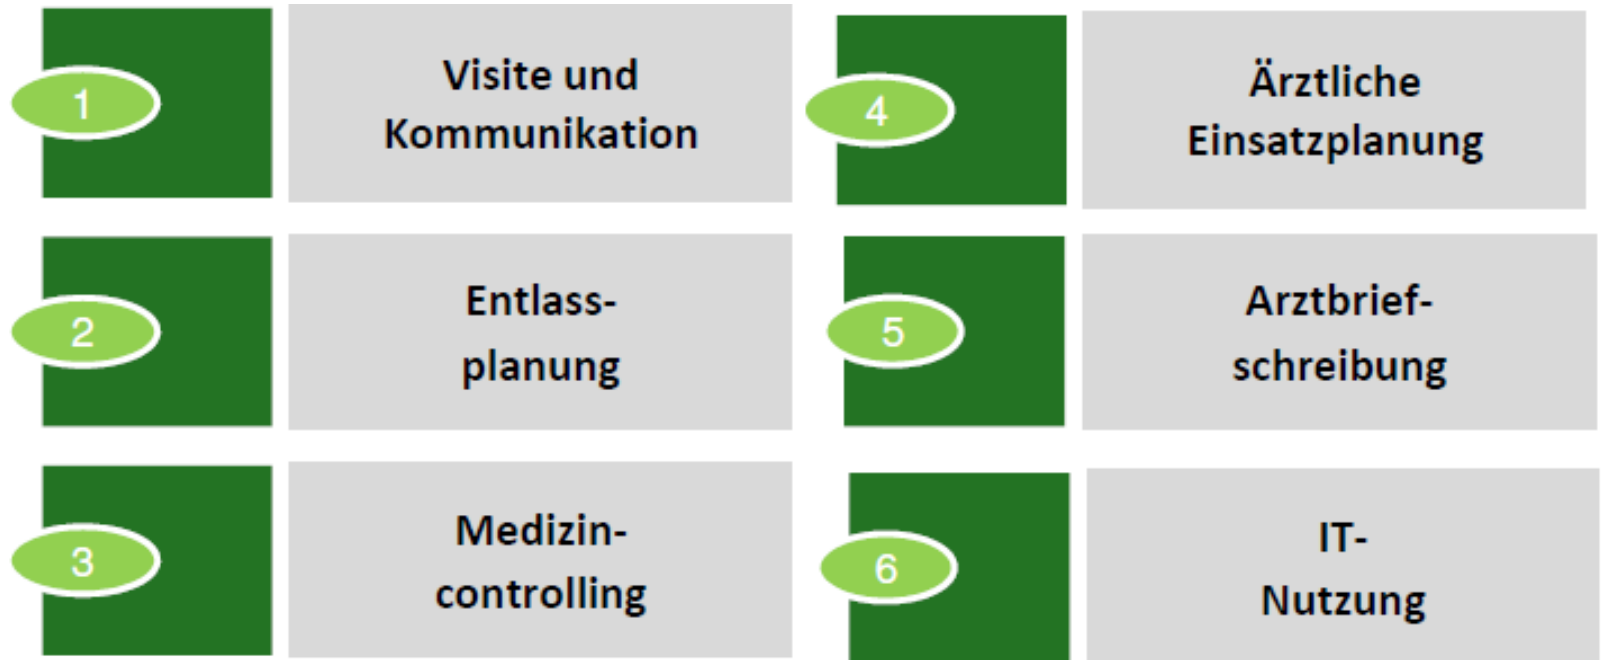 1
Visite und
Kommunikation
2
Entlass-
planung
3
Medizin-
controlling
4
Ärztliche
Einsatzplanung
5
Arztbrief-
schreibung
6
IT-
Nutzung